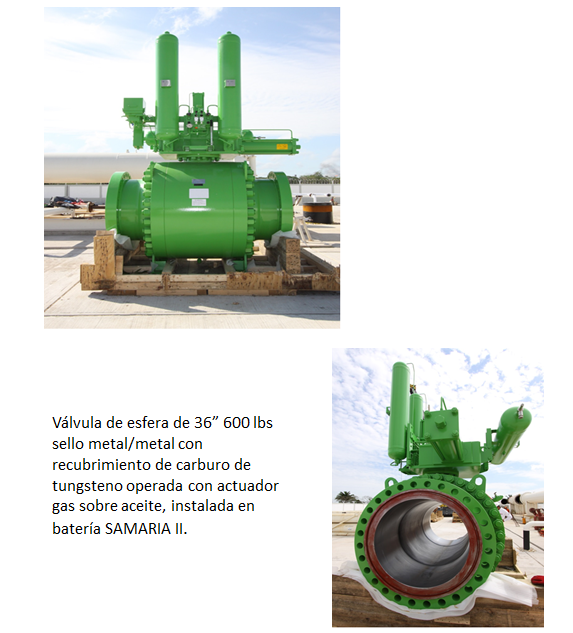 Válvula de esfera de 36” 600 lbs
sello metal/metal con
recubrimiento de carburo de
tungsteno operada con actuador
gas sobre aceite, instalada en
batería SAMARIA II.